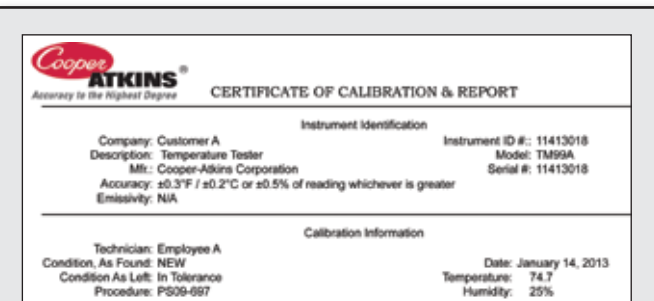 Cooper
ATKINS®
Accuracy to the Highest Degree
CERTIFICATE OF CALIBRATION & REPORT
Instrument Identification
Company: Customer A Instrument ID #:: 11413018
Description: Temperature Tester Model: TM99A
Mfr.: Cooper-Atkins Corporation Serial #: 11413018
Accuracy: ±0.3°F / ±0.2°C or ±0.5% of reading whichever is greater
Emissivity: N/A
Calibration Information
Technician: Employee A
Condition, As Found: NEW Date: January 14, 2013
Condition As Left: In Tolerance Temperature: 74.7
Procedure: PS09-697 Humidity: 25%